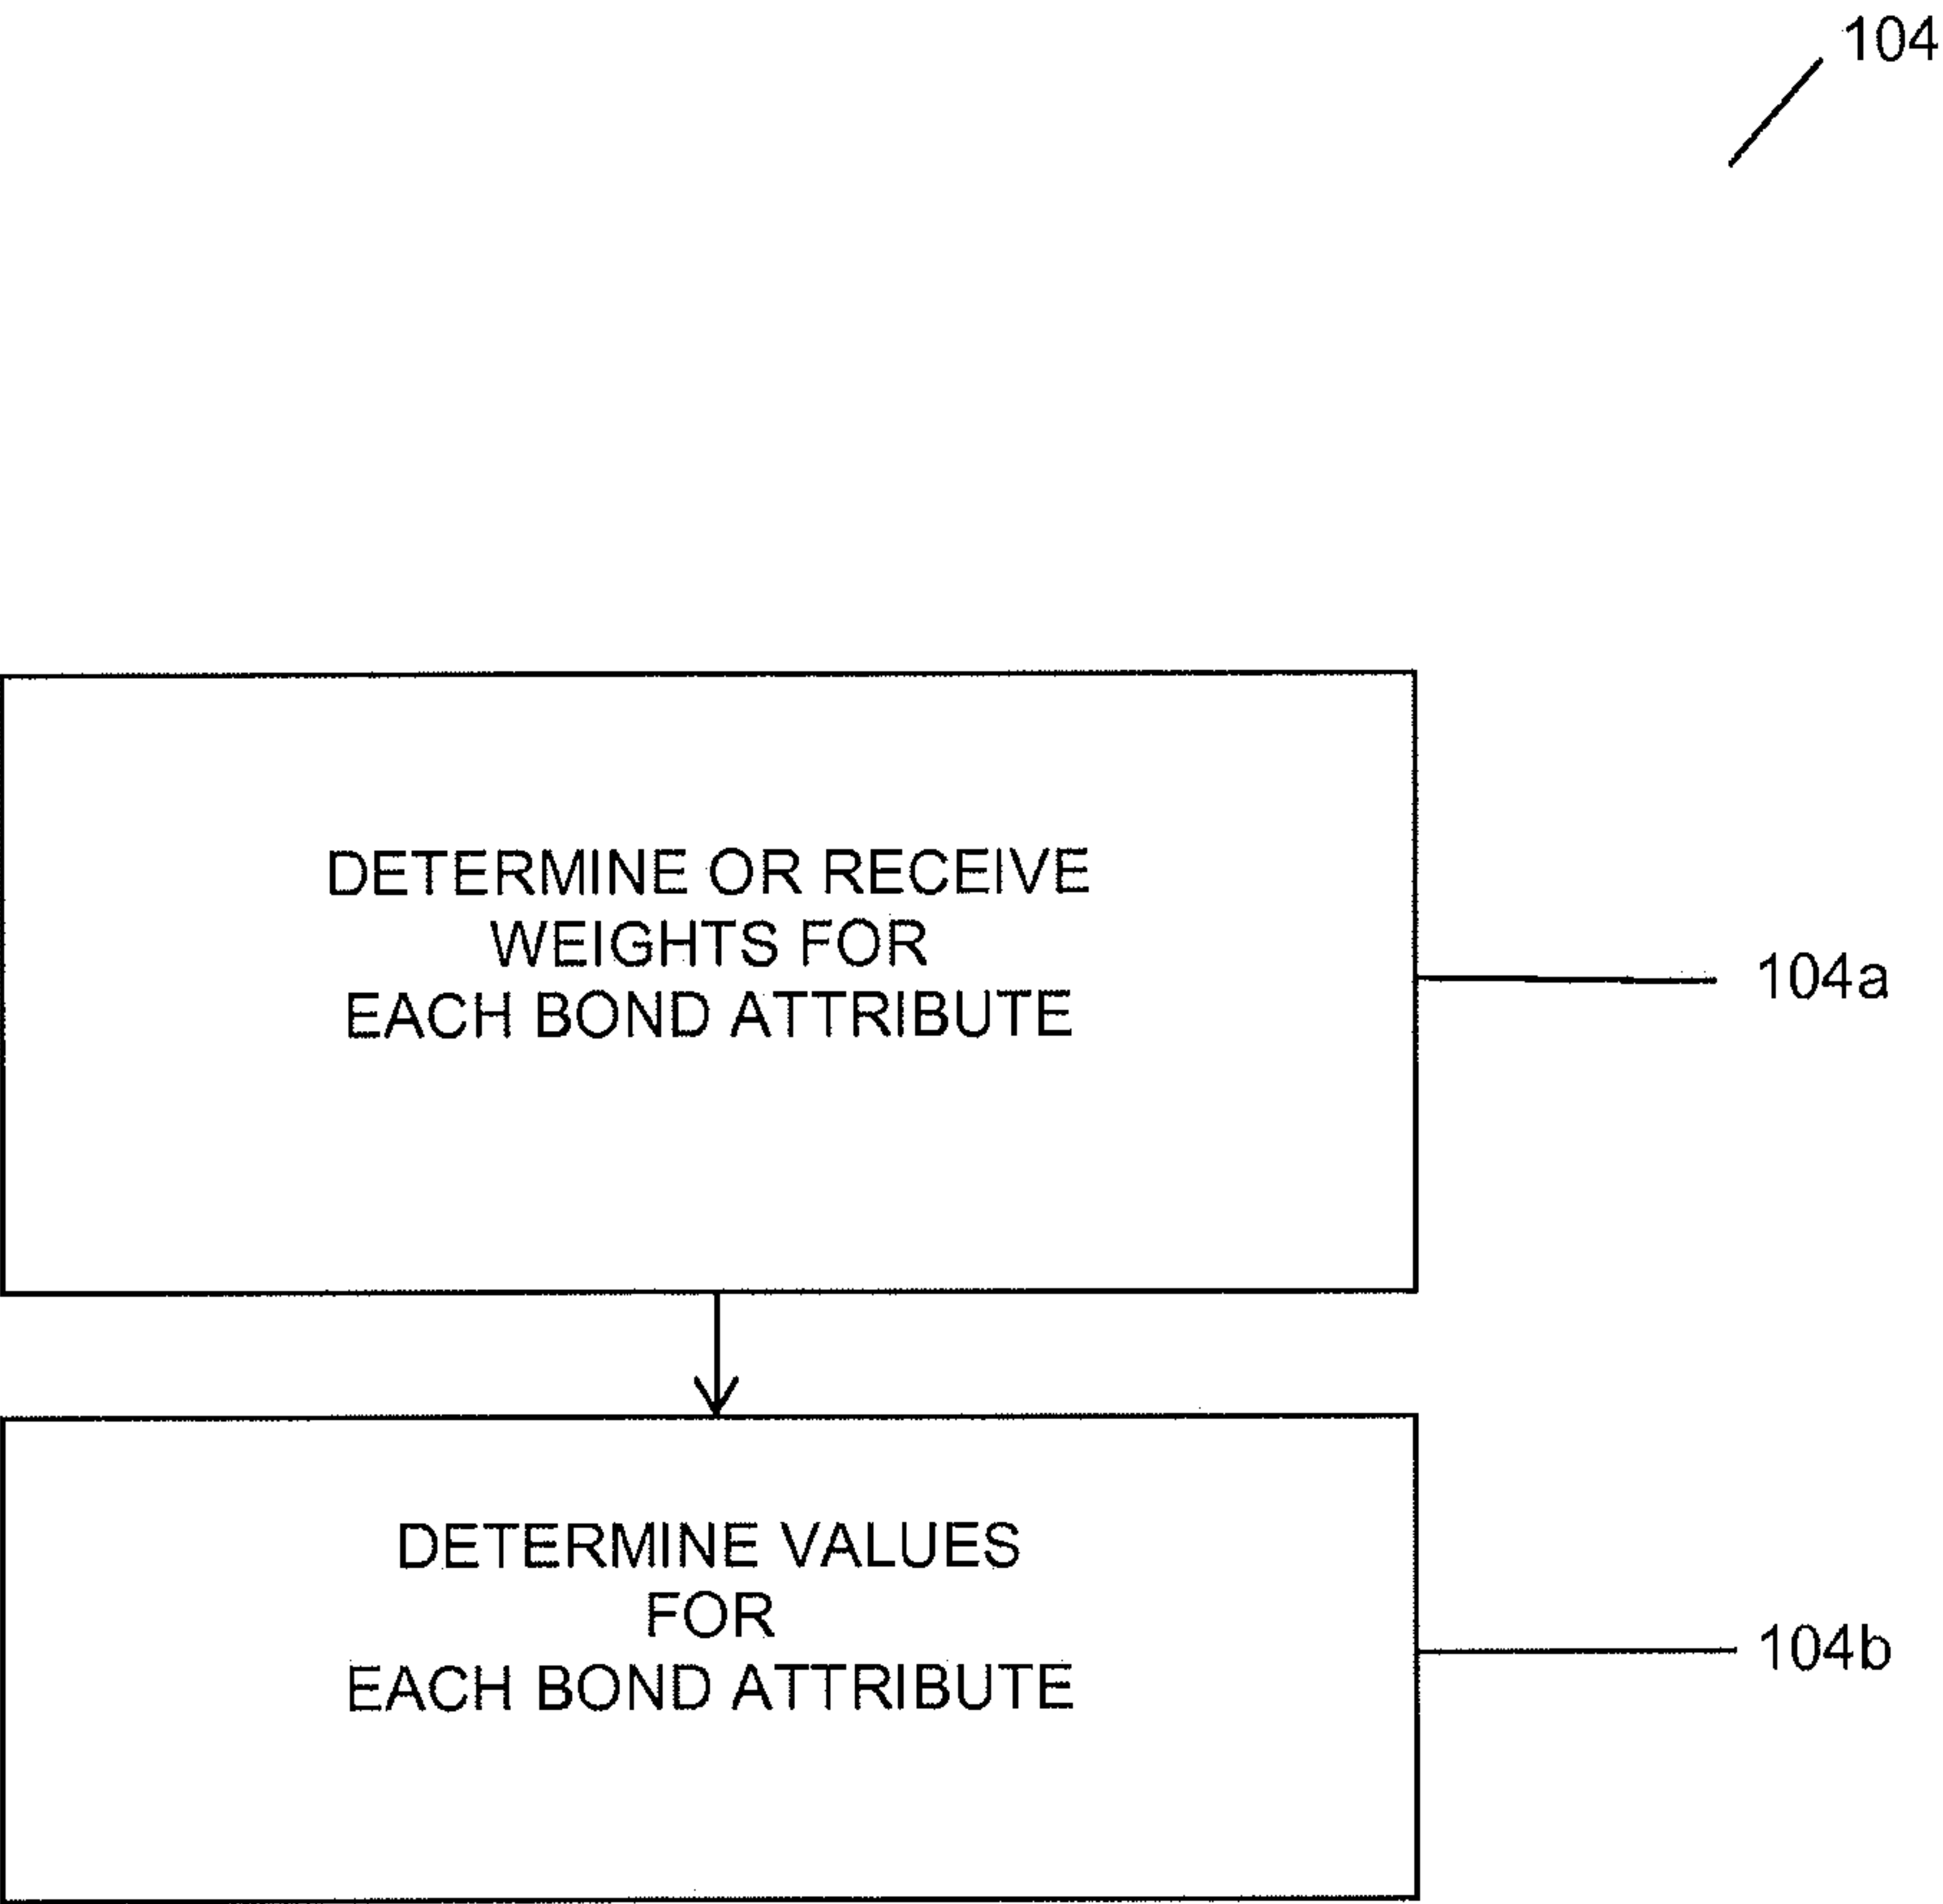 104
DETERMINE OR RECEIVE
WEIGHTS FOR
EACH BOND ATTRIBUTE
104a
DETERMINE VALUES
FOR
EACH BOND ATTRIBUTE
104b